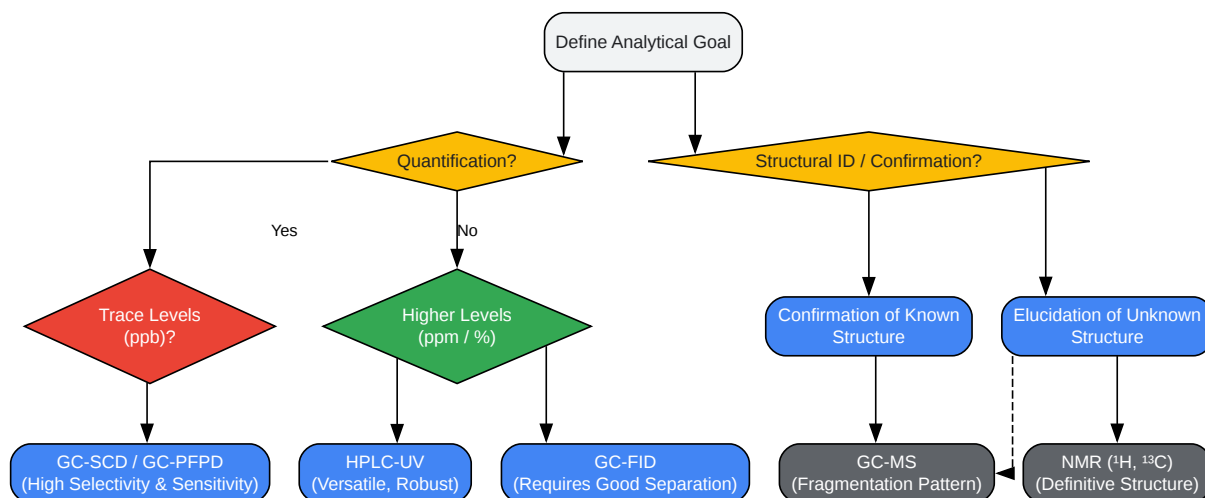 Define Analytical Goal
Quantification?
Structural ID / Confirmation?
Yes
No
Trace Levels
(ppb)?
Higher Levels
(ppm / %)
Confirmation of Known
Structure
Elucidation of Unknown
Structure
GC-SCD / GC-PFPD
(High Selectivity & Sensitivity)
HPLC-UV
(Versatile, Robust)
GC-FID
(Requires Good Separation)
GC-MS
(Fragmentation Pattern)
NMR (¹H, ¹³C)
(Definitive Structure)